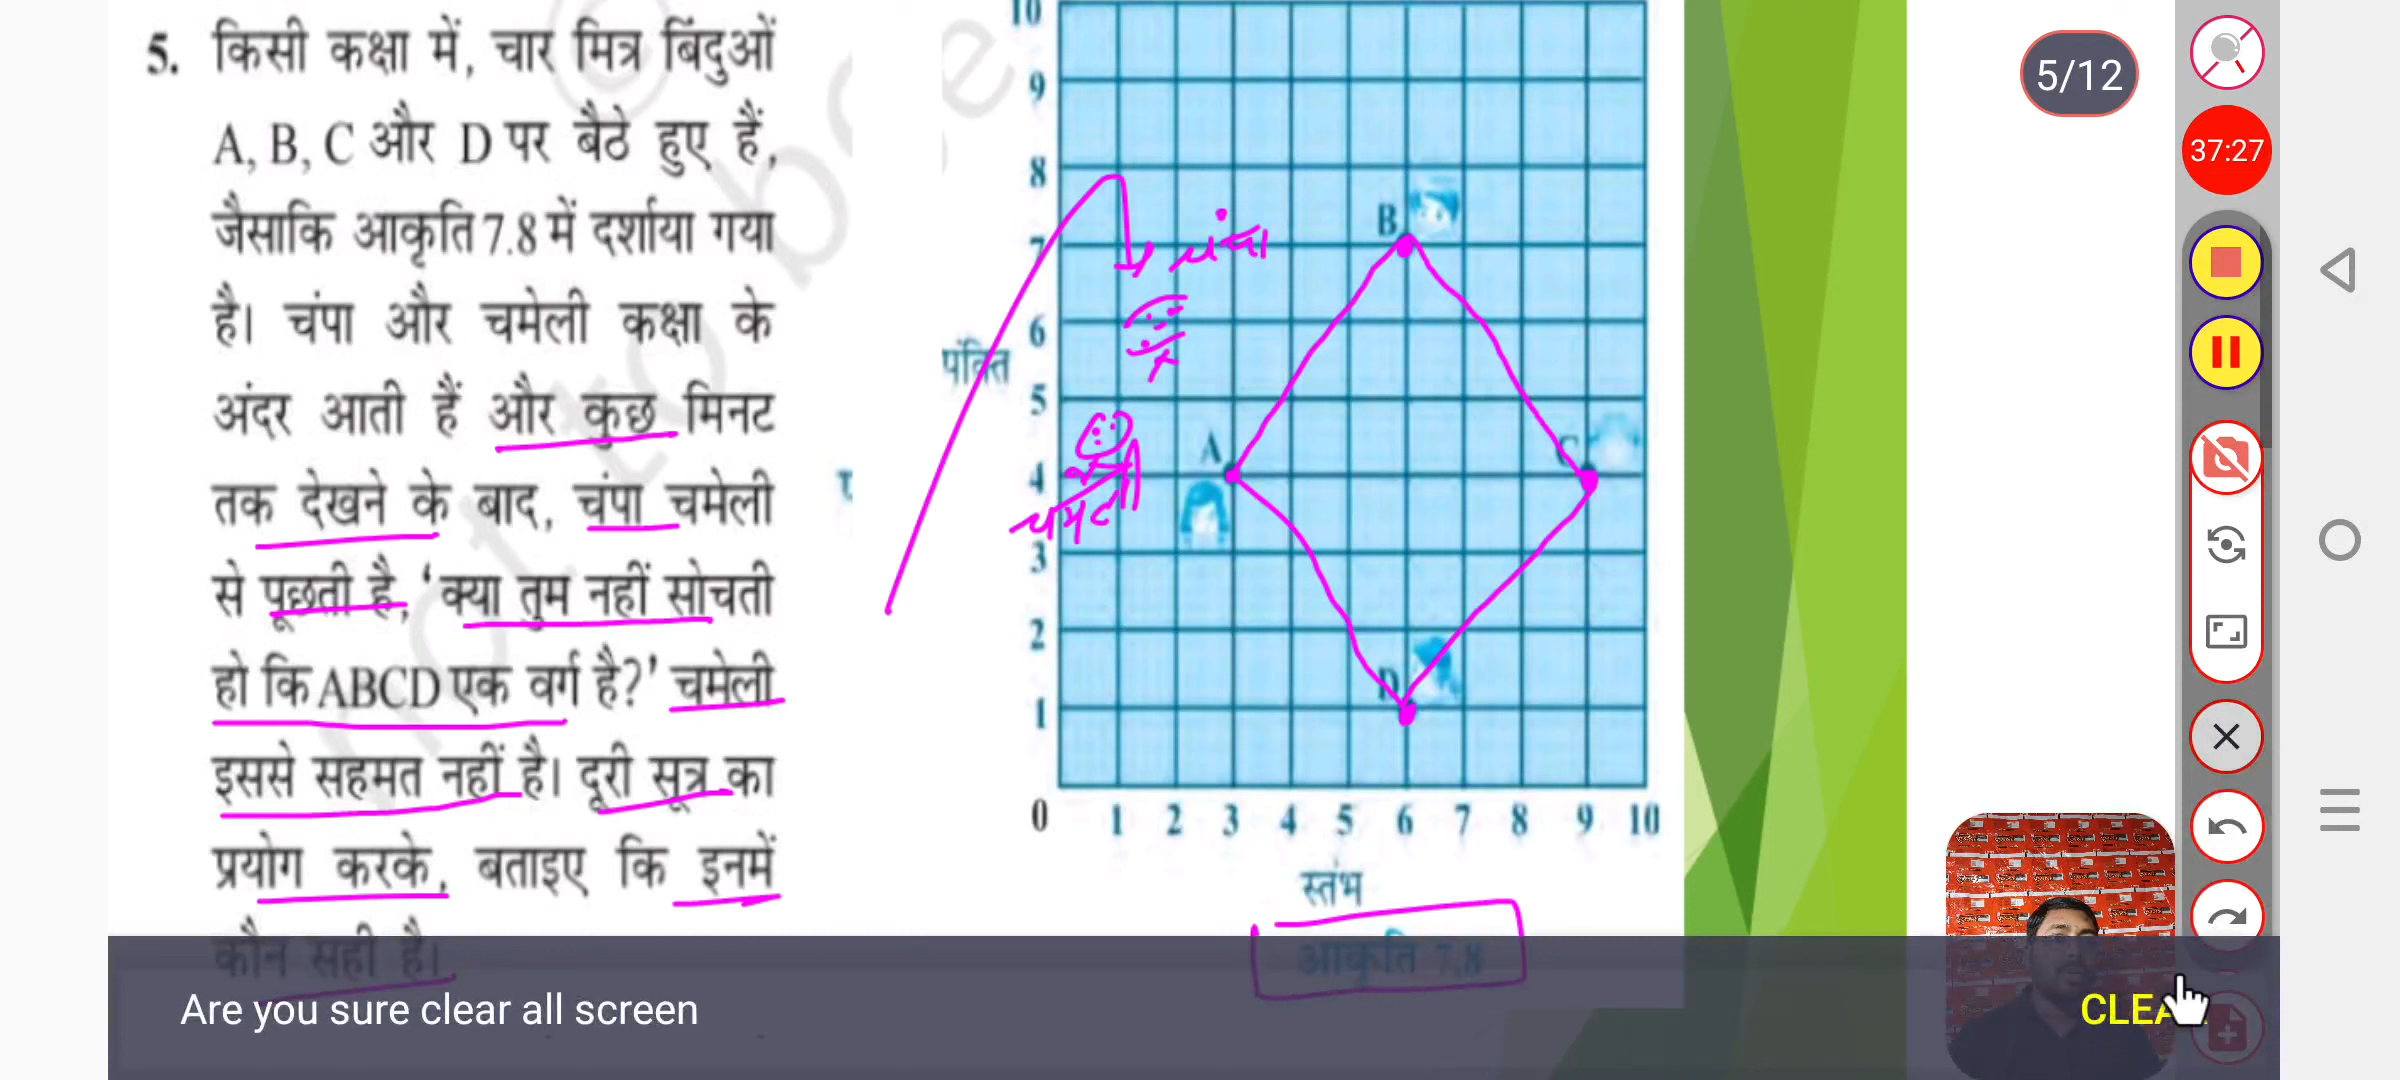 5. किसी कक्षा में, चार मित्र बिंदुओं
A, B, C और D पर बैठे हुए हैं,
जैसाकि आकृति 7.8 में दर्शाया गया
है। चंपा और चमेली कक्षा के
अंदर आती हैं और कुछ मिनट
तक देखने के बाद, चंपा चमेली
से पूछती है, ‘क्या तुम नहीं सोचती
हो कि ABCD एक वर्ग है?’ चमेली
इससे सहमत नहीं है। दूरी सूत्र का
प्रयोग करके, बताइए कि इनमें
कौन सही है।
10
9
8
7
6
5
4
3
2
1
0 1 2 3 4 5 6 7 8 9 10
पंक्ति
स्तंभ
आकृति 7.8
B
A
C
D
चंपा
चमेली
not to be
5/12
37:27
Are you sure clear all screen